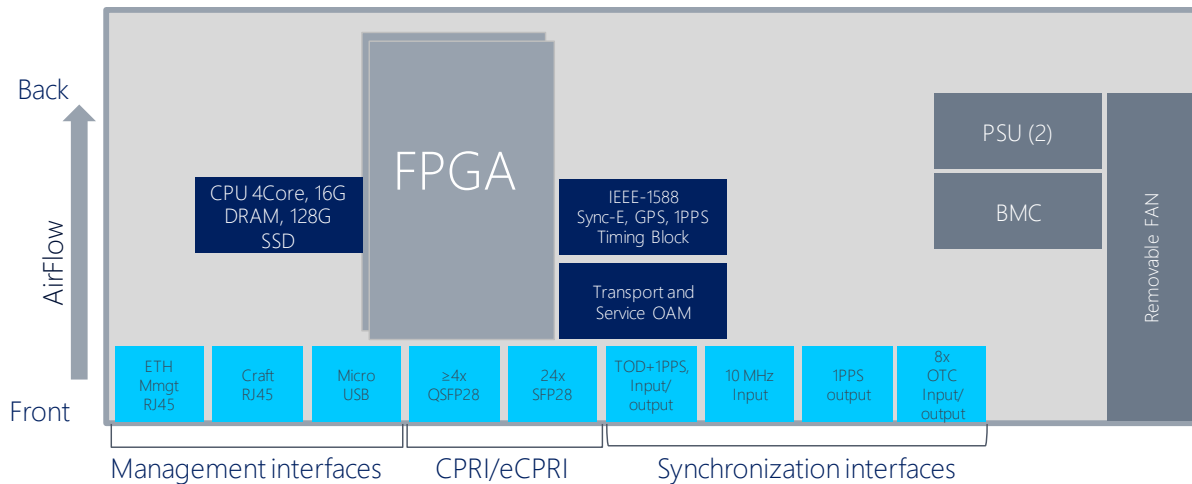 Back
AirFlow
Front
FPGA
CPU 4Core, 16G
DRAM, 128G
SSD
IEEE-1588
Sync-E, GPS, 1PPS
Timing Block
Transport and
Service OAM
PSU (2)
BMC
Removable FAN
ETH
Mmgt
RJ45
Craft
RJ45
Micro
USB
≥4x
QSFP28
24x
SFP28
TOD+1PPS,
Input/
output
10 MHz
Input
1PPS
output
8x
OTC
Input/
output
Management interfaces
CPRI/eCPRI
Synchronization interfaces